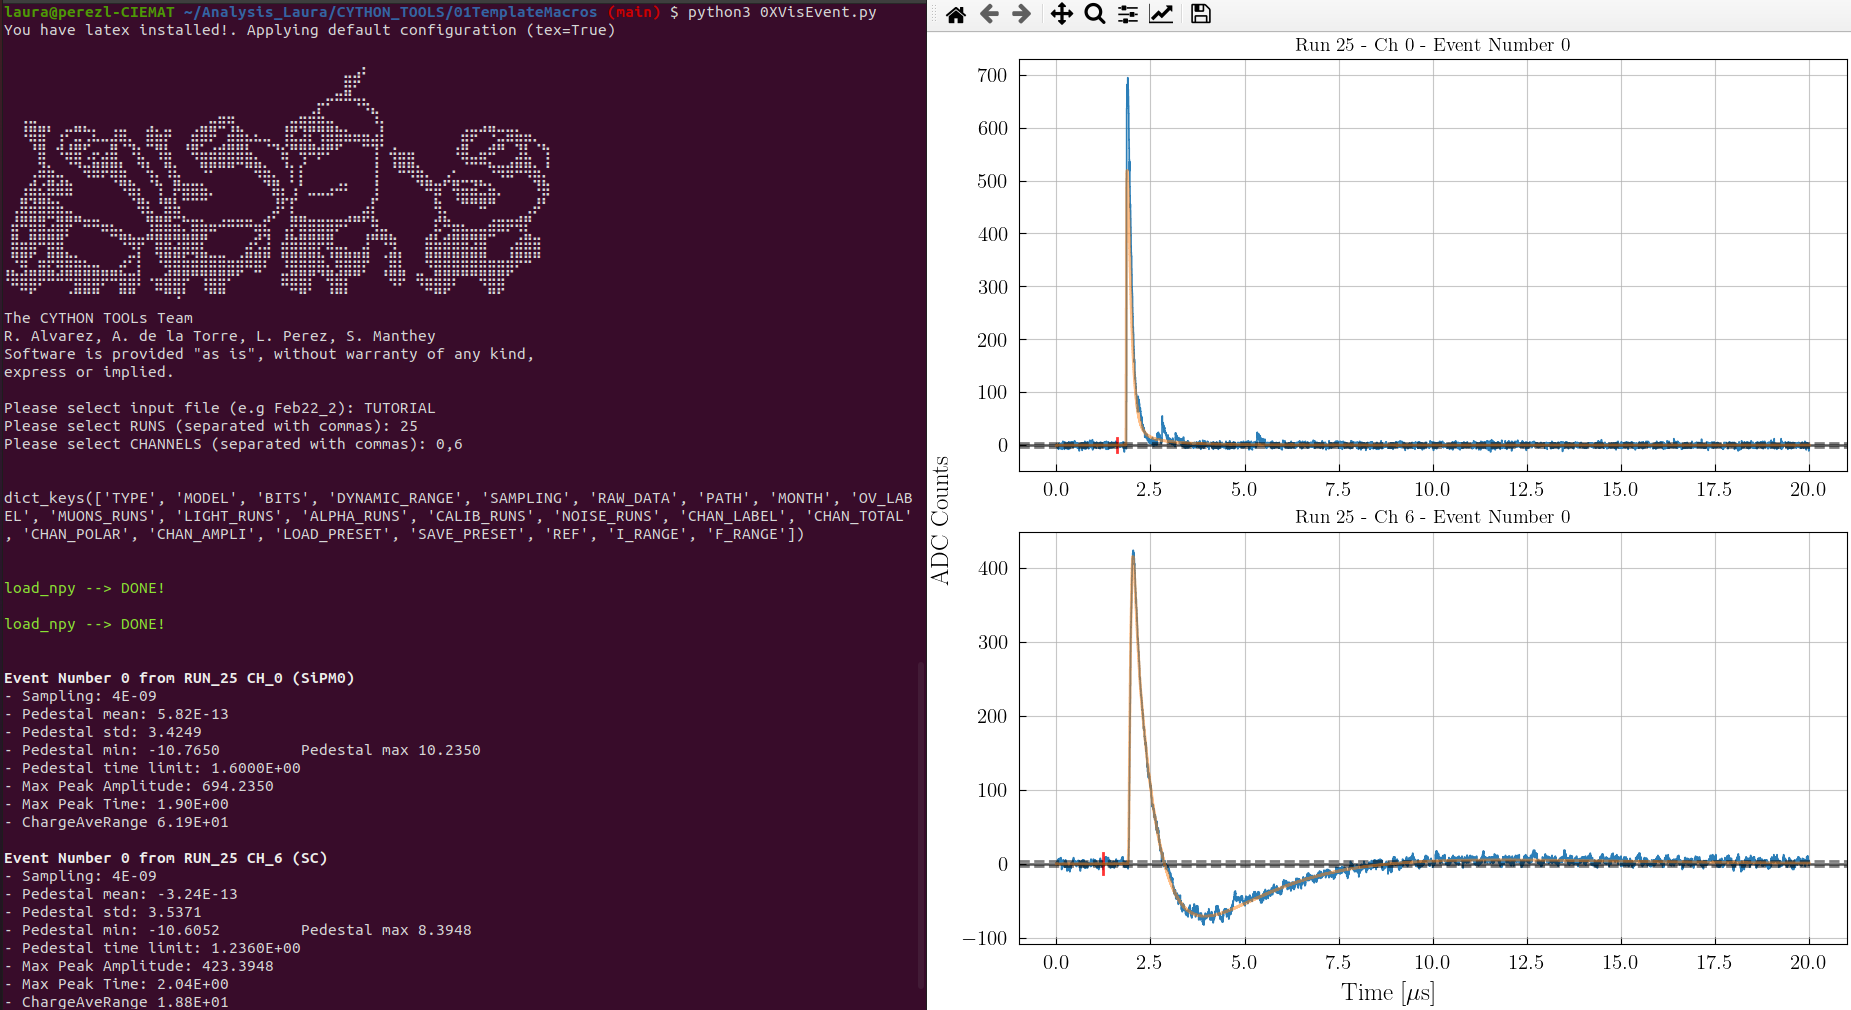 laura@perezl-CIEMAT ~/Analysis_Laura/CYTHON_TOOLS/01TemplateMacros (main) $ python3 0XVisEvent.py
You have latex installed!. Applying default configuration (tex=True)
The CYTHON TOOLs Team
R. Alvarez, A. de la Torre, L. Perez, S. Manthey
Software is provided "as is", without warranty of any kind,
express or implied.
Please select input file (e.g Feb22_2): TUTORIAL
Please select RUNS (separated with commas): 25
Please select CHANNELS (separated with commas): 0,6
dict_keys(['TYPE', 'MODEL', 'BITS', 'DYNAMIC_RANGE', 'SAMPLING', 'RAW_DATA', 'PATH', 'MONTH', 'OV_LAB
EL', 'MUONS_RUNS', 'LIGHT_RUNS', 'ALPHA_RUNS', 'CALIB_RUNS', 'NOISE_RUNS', 'CHAN_LABEL', 'CHAN_TOTAL'
, 'CHAN_POLAR', 'CHAN_AMPLI', 'LOAD_PRESET', 'SAVE_PRESET', 'REF', 'I_RANGE', 'F_RANGE'])
load_npy --> DONE!
load_npy --> DONE!
Event Number 0 from RUN_25 CH_0 (SiPM0)
- Sampling: 4E-09
- Pedestal mean: 5.82E-13
- Pedestal std: 3.4249
- Pedestal min: -10.7650 Pedestal max 10.2350
- Pedestal time limit: 1.6000E+00
- Max Peak Amplitude: 694.2350
- Max Peak Time: 1.90E+00
- ChargeAveRange 6.19E+01
Event Number 0 from RUN_25 CH_6 (SC)
- Sampling: 4E-09
- Pedestal mean: -3.24E-13
- Pedestal std: 3.5371
- Pedestal min: -10.6052 Pedestal max 8.3948
- Pedestal time limit: 1.2360E+00
- Max Peak Amplitude: 423.3948
- Max Peak Time: 2.04E+00
- ChargeAveRange 1.88E+01
Run 25 - Ch 0 - Event Number 0
700
600
500
400
300
200
100
0
0.0 2.5 5.0 7.5 10.0 12.5 15.0 17.5 20.0
ADC Counts
Run 25 - Ch 6 - Event Number 0
400
300
200
100
0
−100
0.0 2.5 5.0 7.5 10.0 12.5 15.0 17.5 20.0
Time [μs]